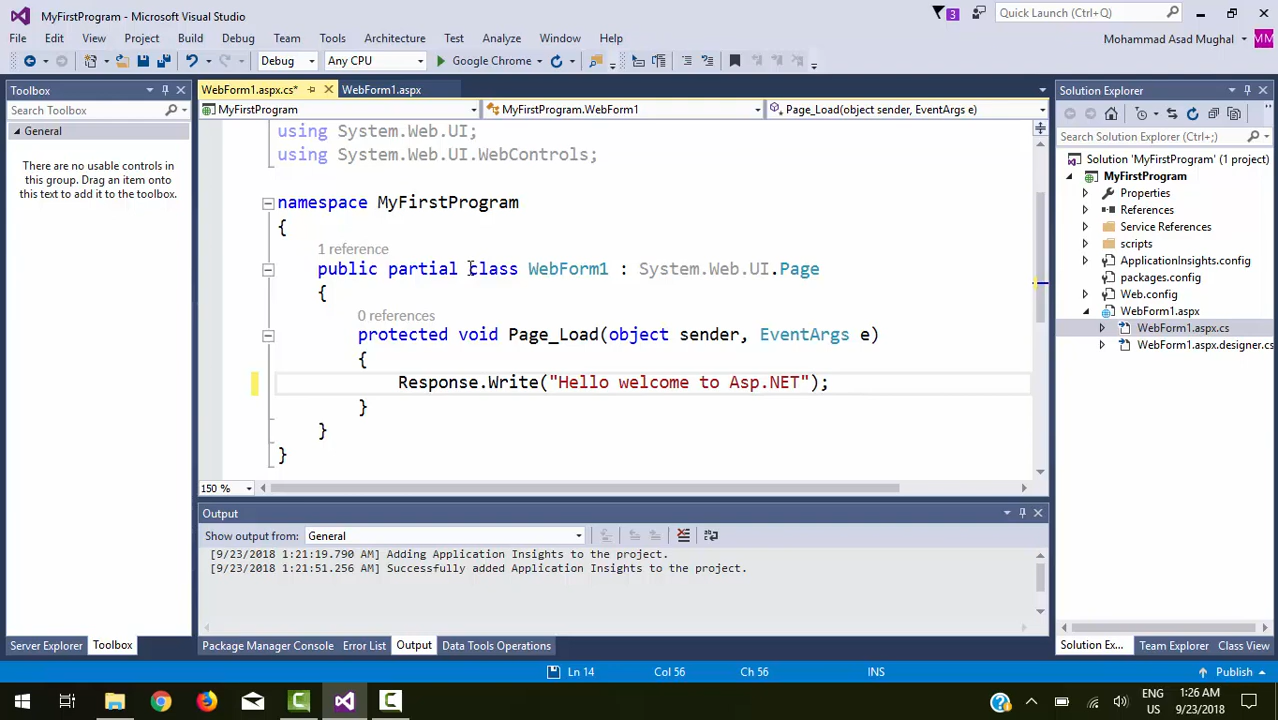 MyFirstProgram - Microsoft Visual Studio
3
Quick Launch (Ctrl+Q)
File Edit View Project Build Debug Team Tools Architecture Test Analyze Window Help
Mohammad Asad Mughal MM
Debug Any CPU Google Chrome
Toolbox
WebForm1.aspx.cs* WebForm1.aspx
Solution Explorer
Search Toolbox
MyFirstProgram MyFirstProgram.WebForm1 Page_Load(object sender, EventArgs e)
General
There are no usable controls in
this group. Drag an item onto
this text to add it to the toolbox.
using System.Web.UI;
using System.Web.UI.WebControls;
namespace MyFirstProgram
{
1 reference
public partial class WebForm1 : System.Web.UI.Page
{
0 references
protected void Page_Load(object sender, EventArgs e)
{
Response.Write("Hello welcome to Asp.NET");
}
}
}
150 %
Search Solution Explorer (Ctrl+;)
Solution 'MyFirstProgram' (1 project)
MyFirstProgram
Properties
References
Service References
scripts
ApplicationInsights.config
packages.config
Web.config
WebForm1.aspx
WebForm1.aspx.cs
WebForm1.aspx.designer.cs
Output
Show output from: General
[9/23/2018 1:21:19.790 AM] Adding Application Insights to the project.
[9/23/2018 1:21:51.256 AM] Successfully added Application Insights to the project.
Server Explorer Toolbox
Package Manager Console Error List Output Data Tools Operations
Solution Ex... Team Explorer Class View
Ln 14 Col 56 Ch 56 INS Publish
ENG
US
1:26 AM
9/23/2018